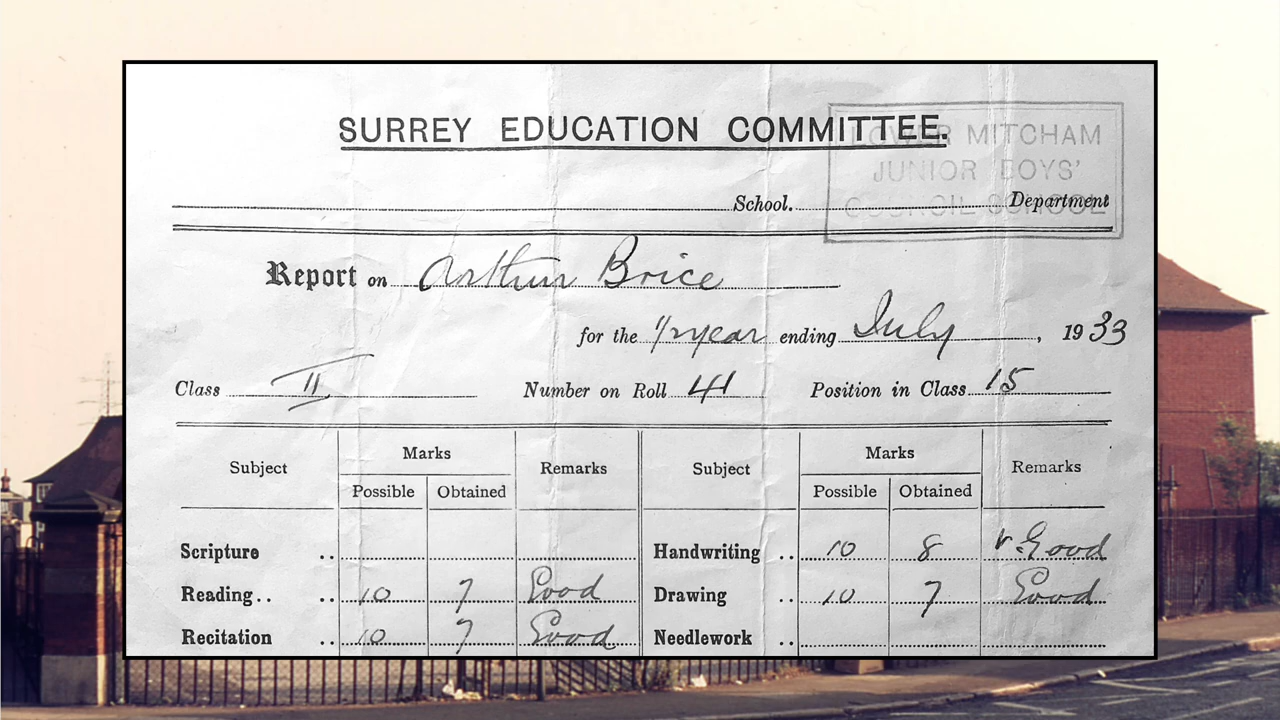 SURREY EDUCATION COMMITTEE.
LOWER MITCHAM
JUNIOR BOYS'
COUNCIL SCHOOL
School. Department
Report on Arthur Brice
for the 1/2 year ending July, 1933
Class II Number on Roll 41 Position in Class 15
Subject Marks Remarks Subject Marks Remarks
Possible Obtained Possible Obtained
Scripture .. Handwriting .. 10 8 v. Good
Reading .. .. 10 7 Good Drawing .. 10 7 Good
Recitation .. 10 7 Good Needlework ..